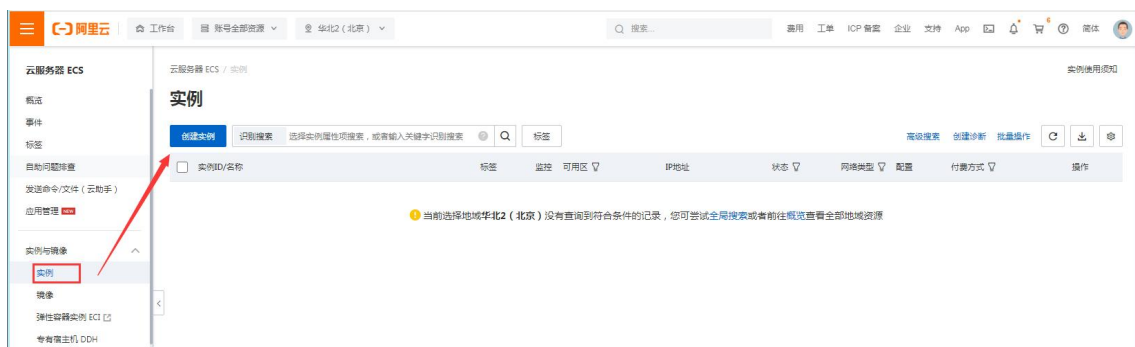 阿里云 工作台 账号全部资源 华北2（北京） 搜索... 费用 工单 ICP 备案 企业 支持 App 6 简体
云服务器 ECS
概览
事件
标签
自助问题排查
发送命令/文件（云助手）
应用管理 NEW
实例与镜像
实例
镜像
弹性容器实例 ECI
专有宿主机 DDH
云服务器 ECS / 实例 实例使用须知
实例
创建实例 识别搜索 选择实例属性项搜索，或者输入关键字识别搜索 标签 高级搜索 创建诊断 批量操作
实例ID/名称 标签 监控 可用区 IP地址 状态 网络类型 配置 付费方式 操作
当前选择地域华北2（北京）没有查询到符合条件的记录，您可尝试全局搜索或者前往概览查看全部地域资源